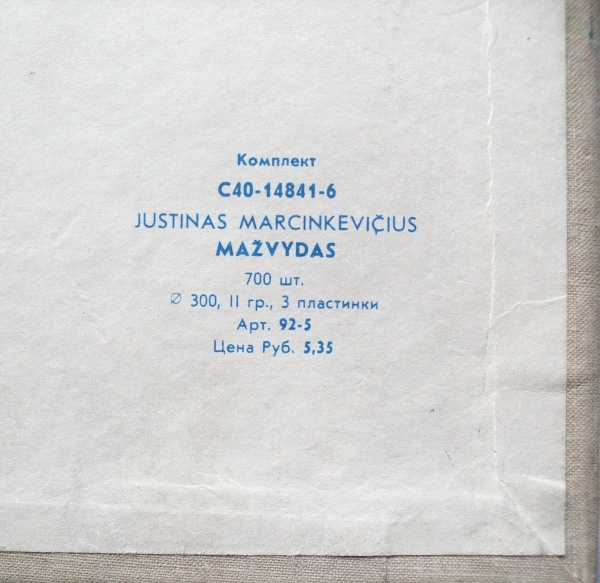 Комплект
С40-14841-6
JUSTINAS MARCINKEVIČIUS
MAŽVYDAS
700 шт.
∅ 300, II гр., 3 пластинки
Арт. 92-5
Цена Руб. 5,35